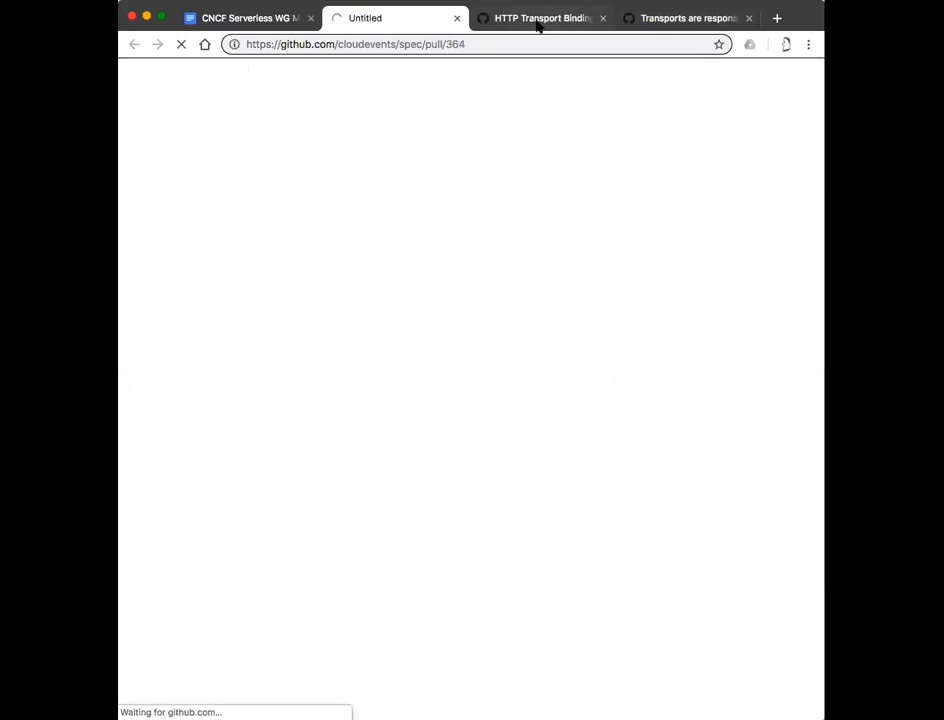 CNCF Serverless WG M
Untitled
HTTP Transport Binding
Transports are respons
https://github.com/cloudevents/spec/pull/364
Waiting for github.com...